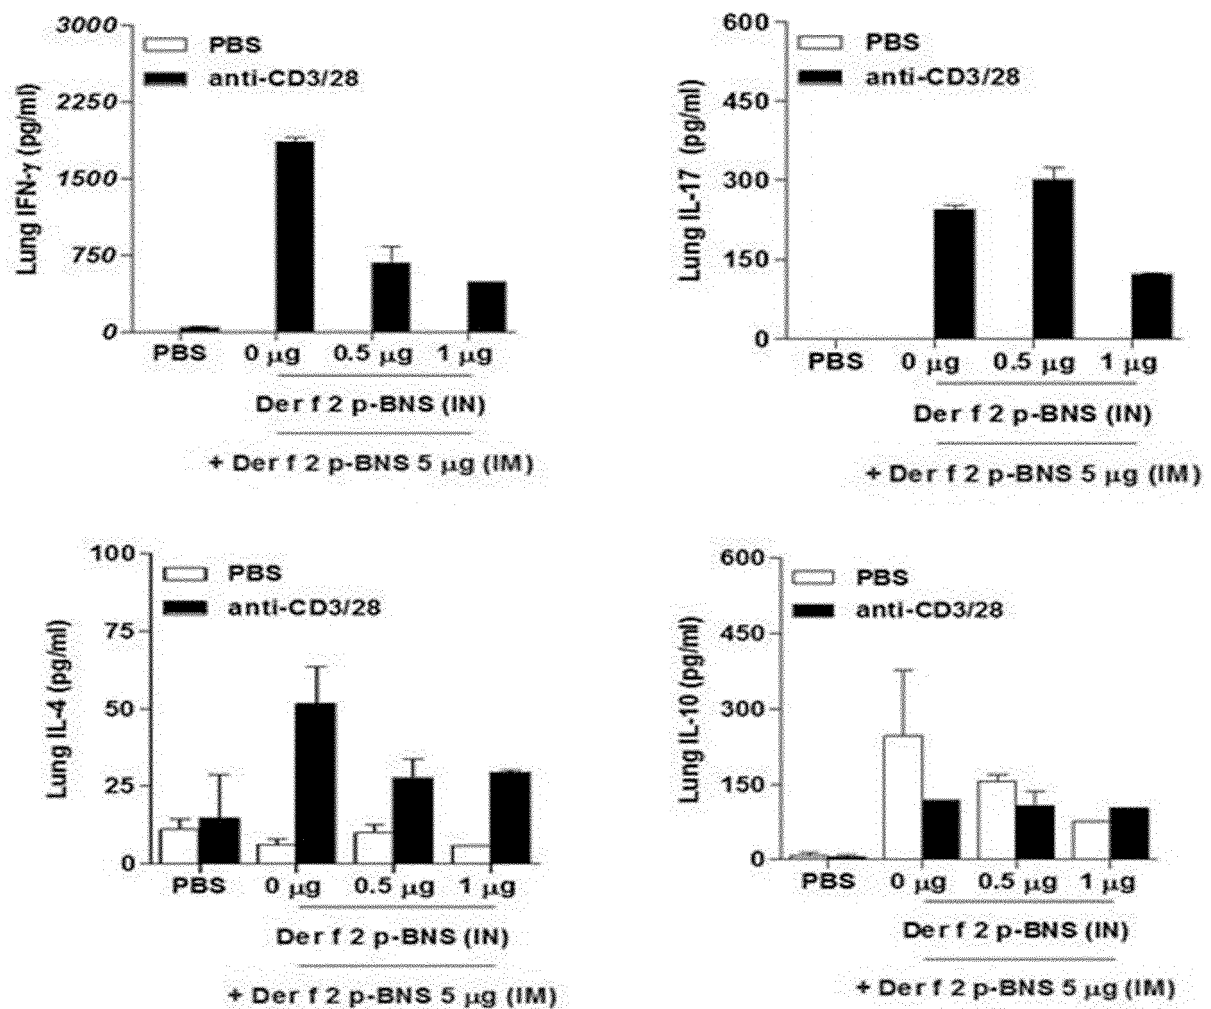 Lung IFN-γ (pg/ml)
3000
2250
1500
750
0
PBS
anti-CD3/28
PBS 0 μg 0.5 μg 1 μg
Der f 2 p-BNS (IN)
+ Der f 2 p-BNS 5 μg (IM)
Lung IL-17 (pg/ml)
600
450
300
150
0
PBS
anti-CD3/28
PBS 0 μg 0.5 μg 1 μg
Der f 2 p-BNS (IN)
+ Der f 2 p-BNS 5 μg (IM)
Lung IL-4 (pg/ml)
100
75
50
25
0
PBS
anti-CD3/28
PBS 0 μg 0.5 μg 1 μg
Der f 2 p-BNS (IN)
+ Der f 2 p-BNS 5 μg (IM)
Lung IL-10 (pg/ml)
600
450
300
150
0
PBS
anti-CD3/28
PBS 0 μg 0.5 μg 1 μg
Der f 2 p-BNS (IN)
+ Der f 2 p-BNS 5 μg (IM)